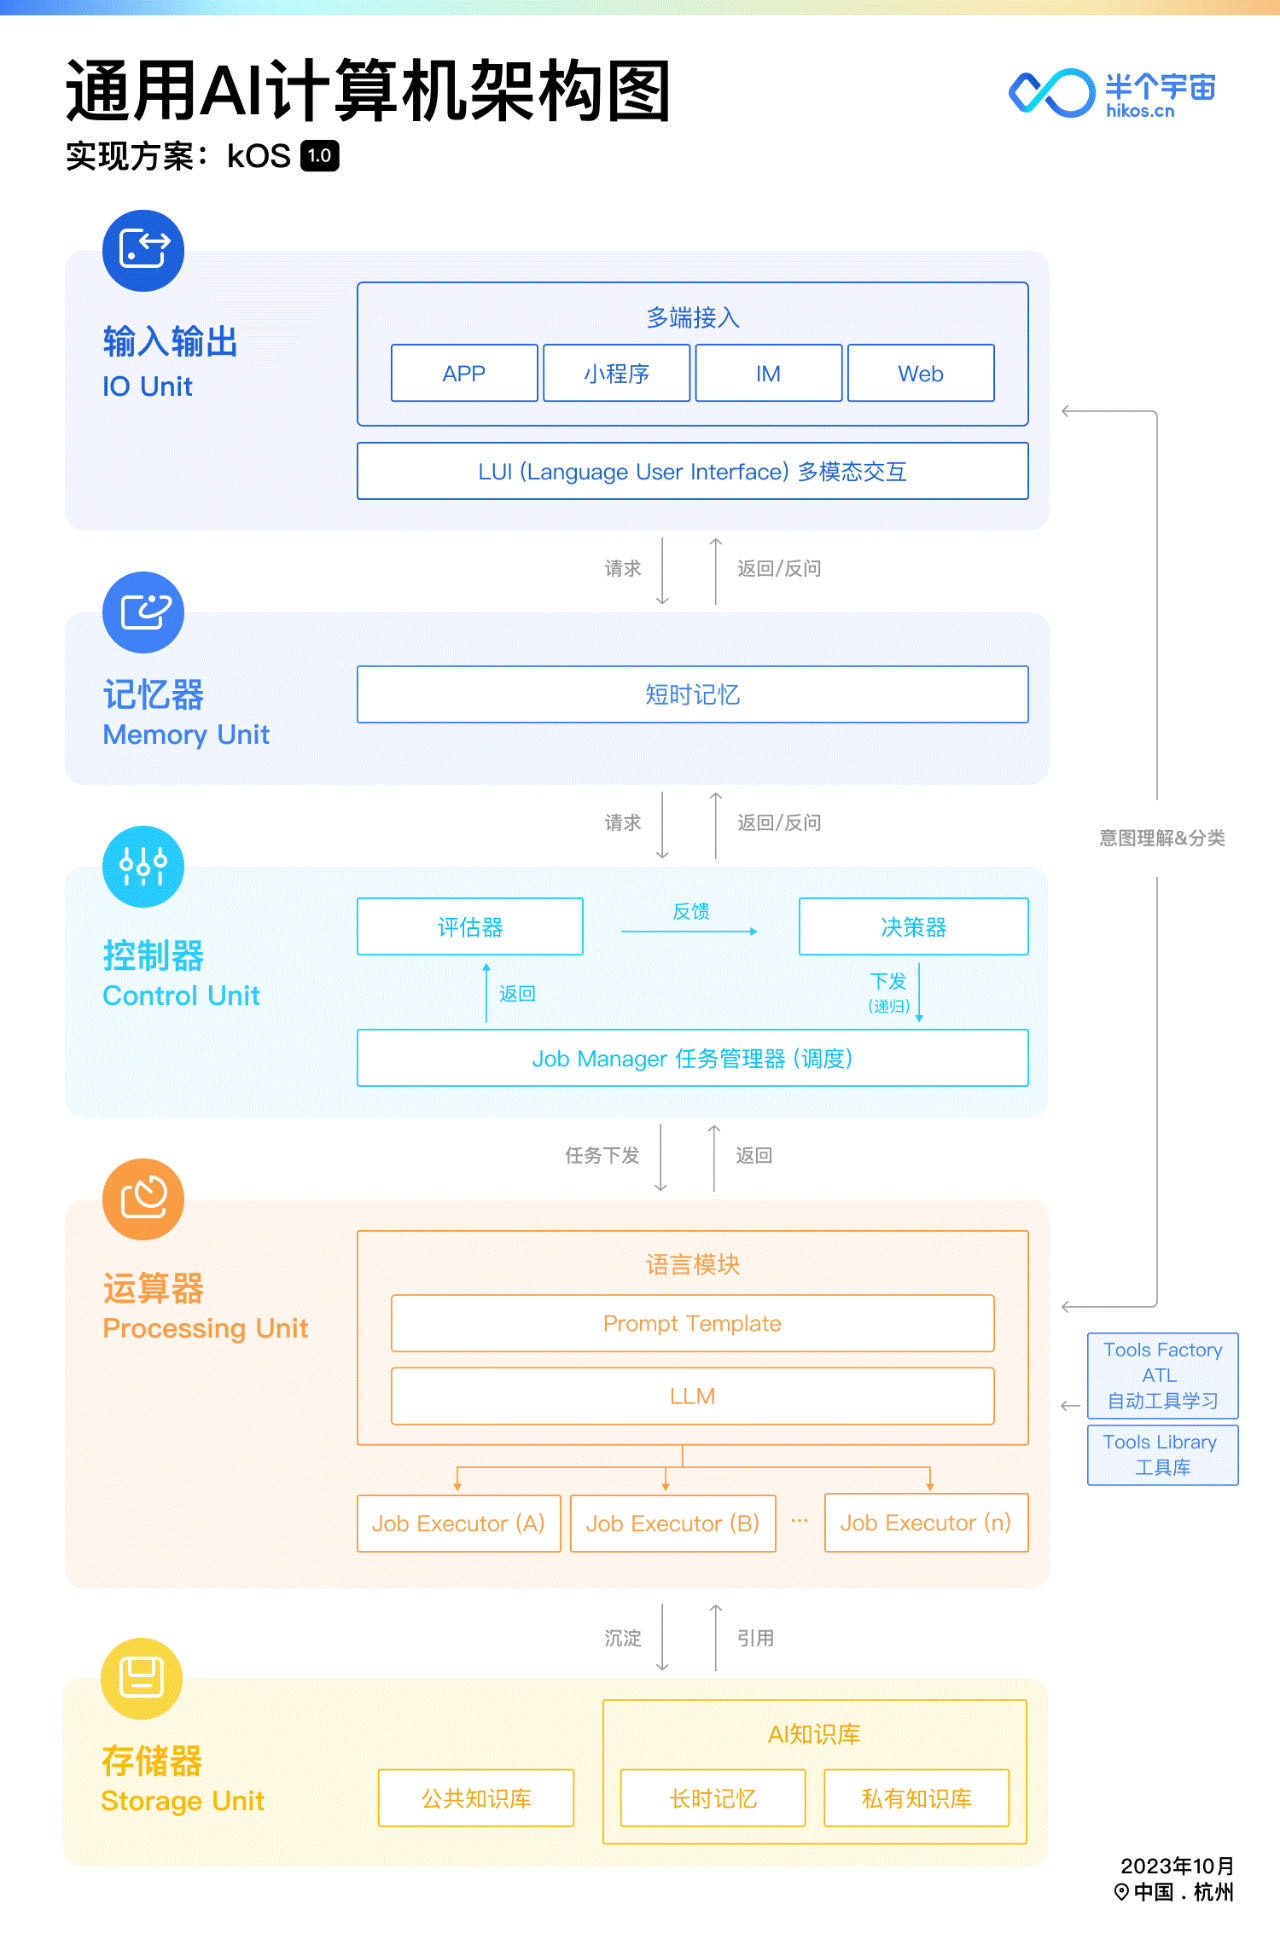 通用AI计算机架构图
实现方案：kOS 1.0
半个宇宙
hikos.cn
输入输出
IO Unit
多端接入
APP
小程序
IM
Web
LUI（Language User Interface）多模态交互
请求
返回/反问
记忆器
Memory Unit
短时记忆
请求
返回/反问
意图理解&分类
控制器
Control Unit
评估器
反馈
决策器
返回
下发
（递归）
Job Manager 任务管理器（调度）
任务下发
返回
运算器
Processing Unit
语言模块
Prompt Template
LLM
Tools Factory
ATL
自动工具学习
Tools Library
工具库
Job Executor（A）
Job Executor（B）
...
Job Executor（n）
沉淀
引用
存储器
Storage Unit
公共知识库
AI知识库
长时记忆
私有知识库
2023年10月
中国 . 杭州